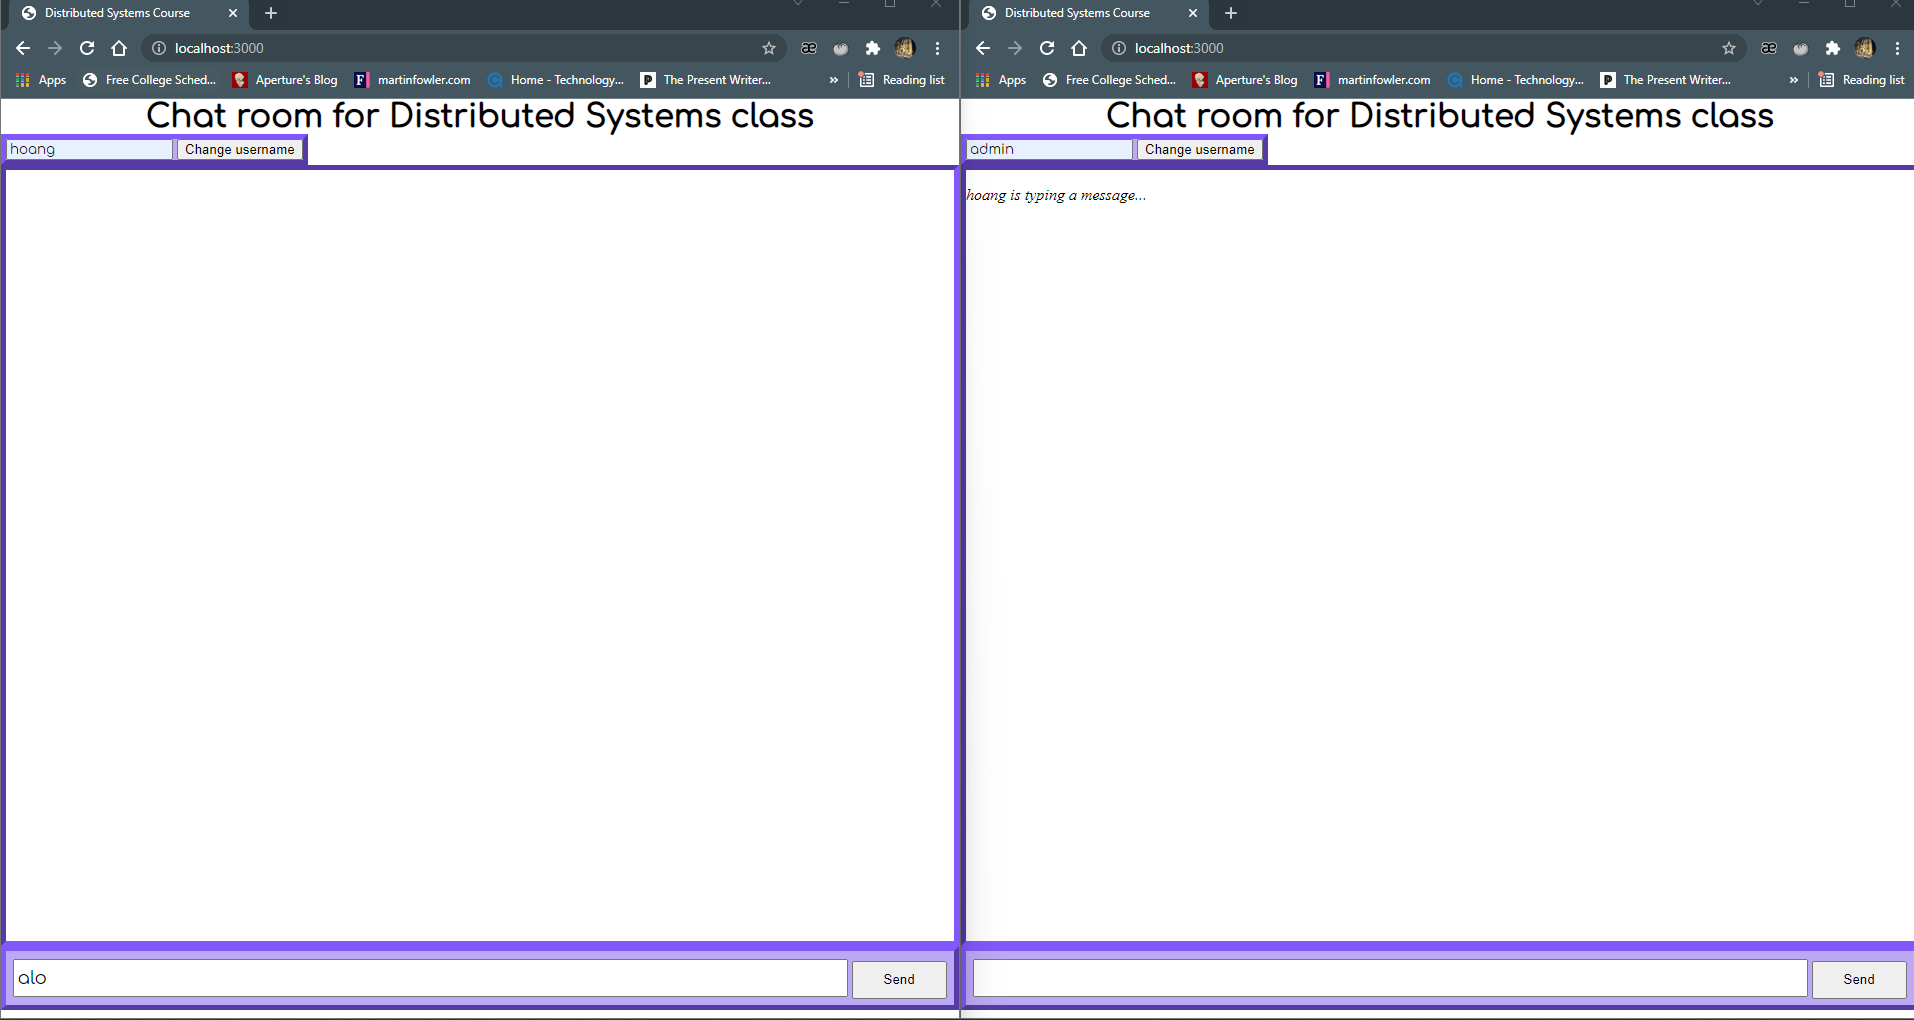 Distributed Systems Course
localhost:3000
Apps Free College Sched... Aperture's Blog martinfowler.com Home - Technology... The Present Writer... » Reading list
Chat room for Distributed Systems class
hoang Change username
alo Send
Distributed Systems Course
localhost:3000
Apps Free College Sched... Aperture's Blog martinfowler.com Home - Technology... The Present Writer... » Reading list
Chat room for Distributed Systems class
admin Change username
hoang is typing a message...
Send